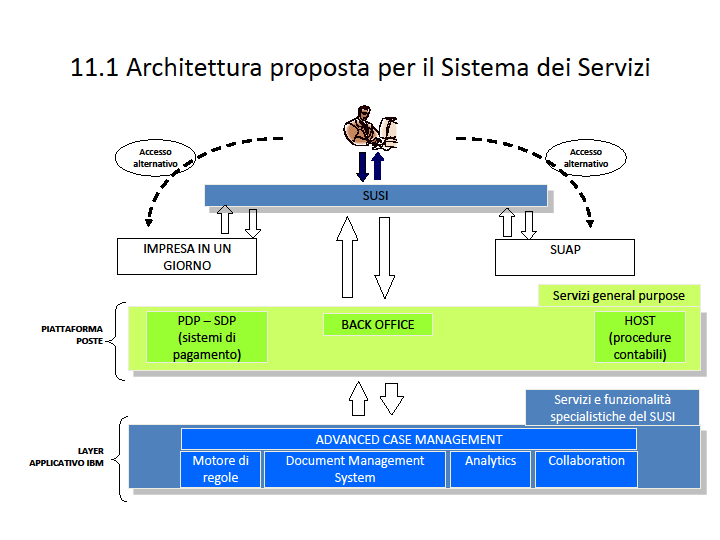 11.1 Architettura proposta per il Sistema dei Servizi
Accesso
alternativo
Accesso
alternativo
SUSI
IMPRESA IN UN
GIORNO
SUAP
Servizi general purpose
PIATTAFORMA
POSTE
PDP – SDP
(sistemi di
pagamento)
BACK OFFICE
HOST
(procedure
contabili)
Servizi e funzionalità
specialistiche del SUSI
LAYER
APPLICATIVO IBM
ADVANCED CASE MANAGEMENT
Motore di
regole
Document Management
System
Analytics
Collaboration